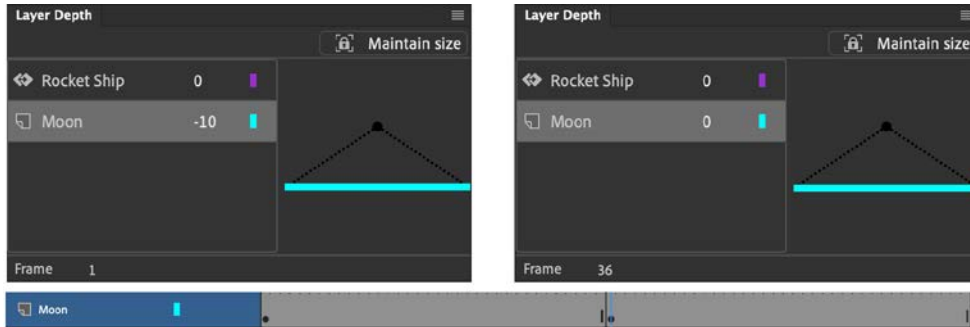 Layer Depth
Maintain size
Rocket Ship 0
Moon -10
Frame 1
Layer Depth
Maintain size
Rocket Ship 0
Moon 0
Frame 36
Moon